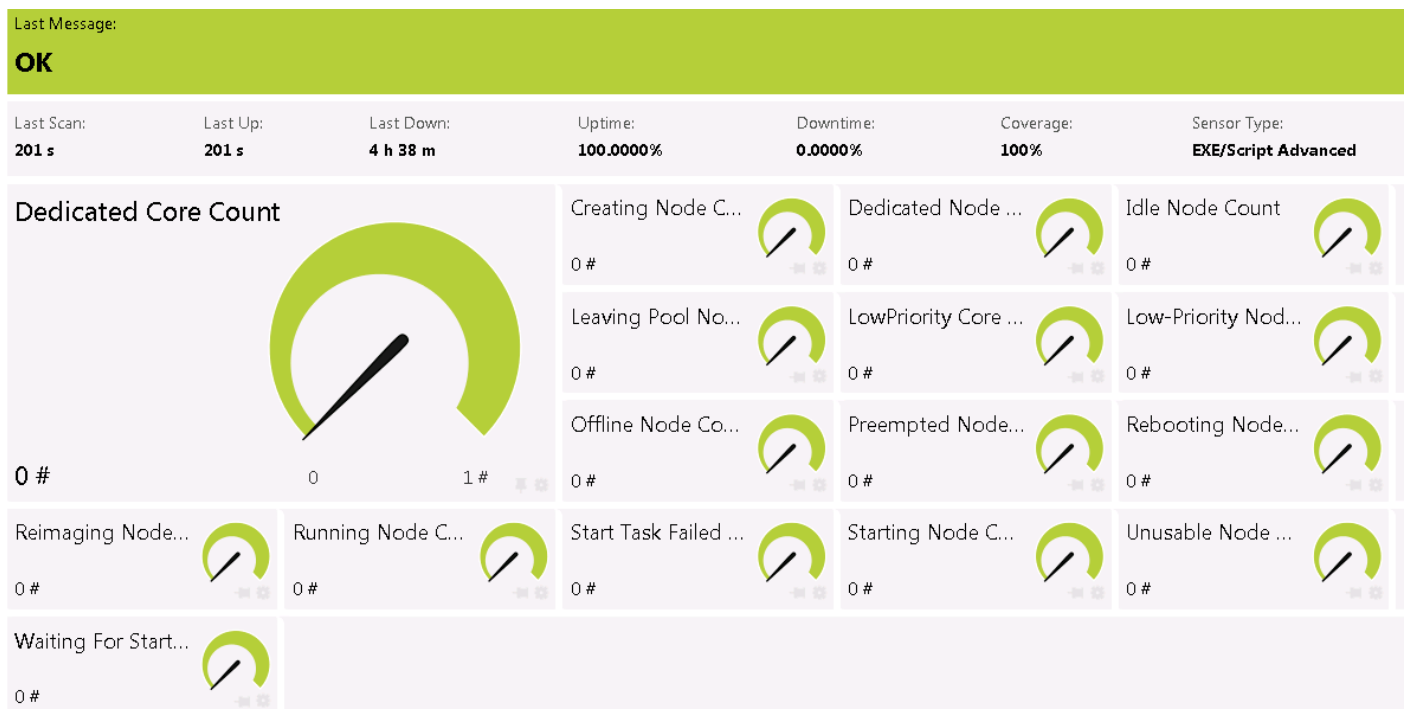 Last Message:
OK
Last Scan: Last Up: Last Down: Uptime: Downtime: Coverage: Sensor Type:
201 s 201 s 4 h 38 m 100.0000% 0.0000% 100% EXE/Script Advanced
Dedicated Core Count
0 #
0 1 #
Creating Node C...
0 #
Dedicated Node ...
0 #
Idle Node Count
0 #
Leaving Pool No...
0 #
LowPriority Core ...
0 #
Low-Priority Nod...
0 #
Offline Node Co...
0 #
Preempted Node...
0 #
Rebooting Node...
0 #
Reimaging Node...
0 #
Running Node C...
0 #
Start Task Failed ...
0 #
Starting Node C...
0 #
Unusable Node ...
0 #
Waiting For Start...
0 #